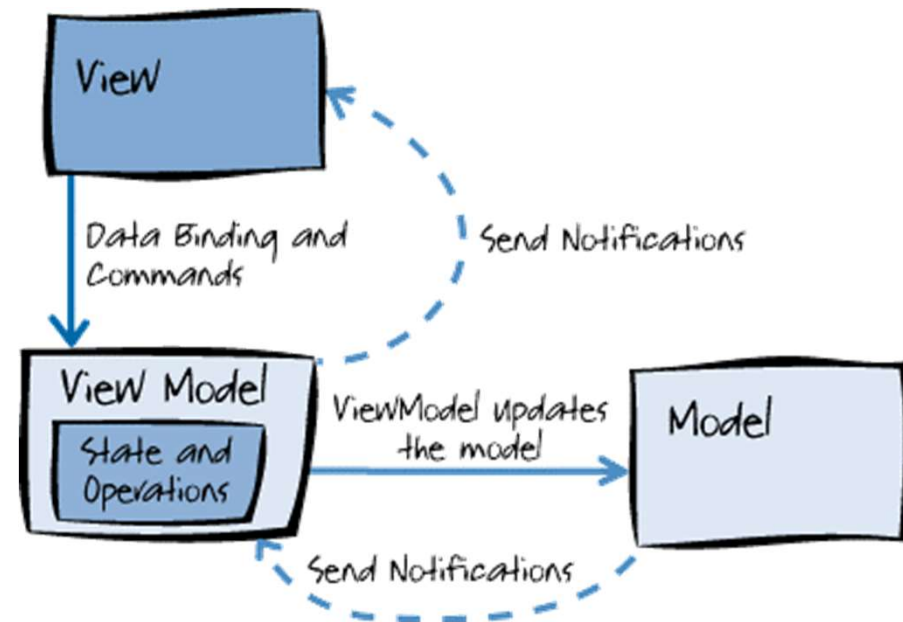 View
Data Binding and
Commands
Send Notifications
View Model
State and
Operations
ViewModel updates
the model
Model
Send Notifications